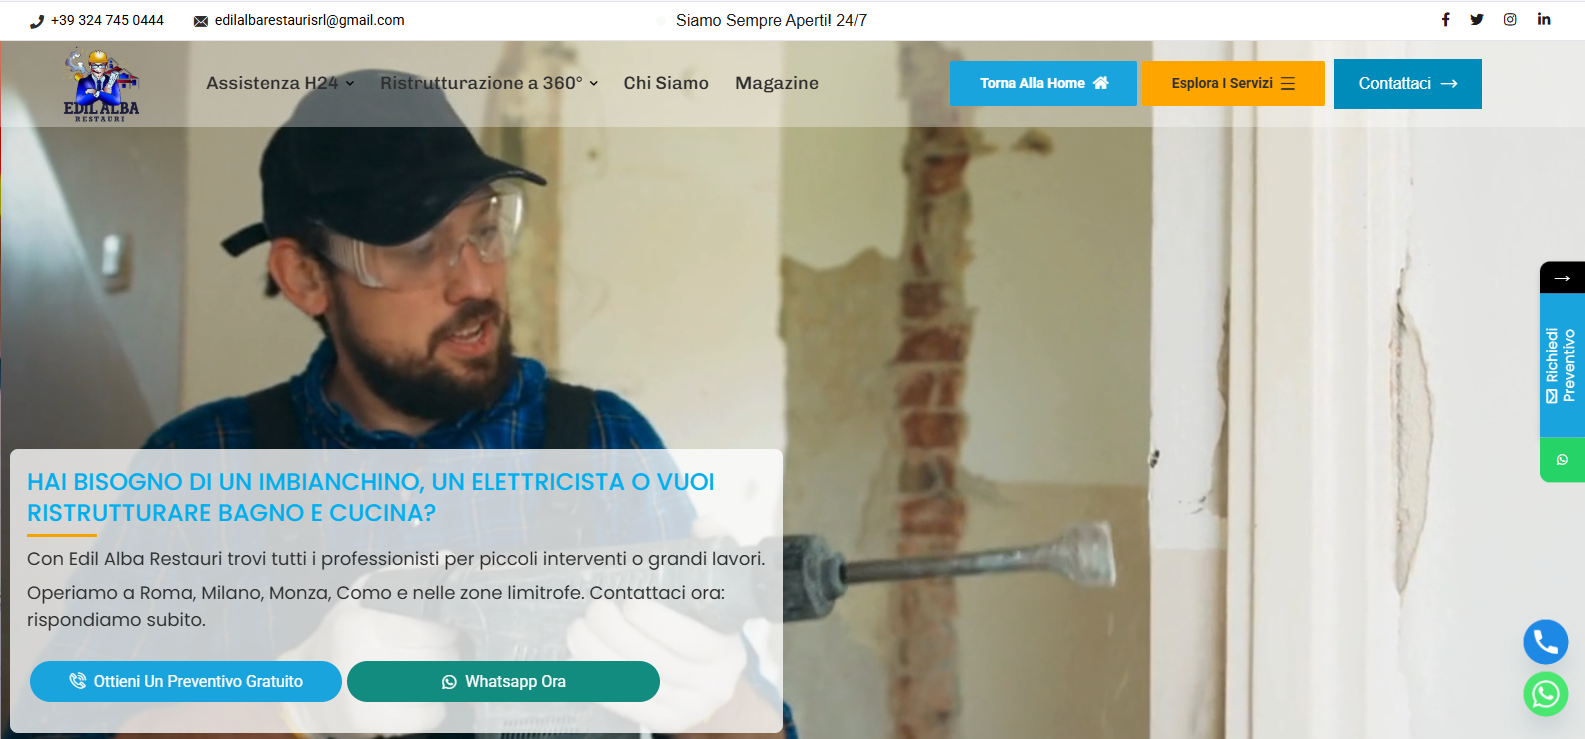 +39 324 745 0444
edilalbarestaurisrl@gmail.com
Siamo Sempre Aperti! 24/7
EDIL ALBA
RESTAURI
Assistenza H24
Ristrutturazione a 360°
Chi Siamo
Magazine
Torna Alla Home
Esplora I Servizi
Contattaci →
→
Richiedi
Preventivo
HAI BISOGNO DI UN IMBIANCHINO, UN ELETTRICISTA O VUOI
RISTRUTTURARE BAGNO E CUCINA?
Con Edil Alba Restauri trovi tutti i professionisti per piccoli interventi o grandi lavori.
Operiamo a Roma, Milano, Monza, Como e nelle zone limitrofe. Contattaci ora:
rispondiamo subito.
Ottieni Un Preventivo Gratuito
Whatsapp Ora